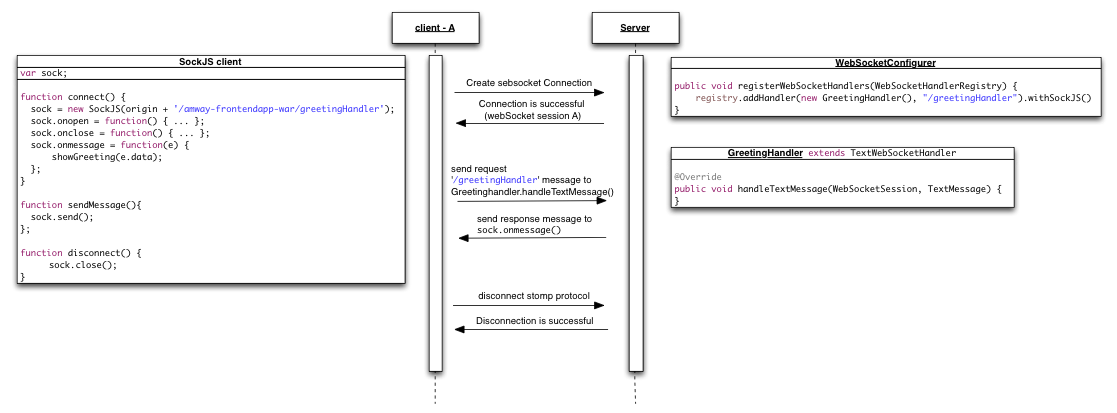 client - A
Server
SockJS client
var sock;
function connect() {
sock = new SockJS(origin + '/amway-frontendapp-war/greetingHandler');
sock.onopen = function() { ... };
sock.onclose = function() { ... };
sock.onmessage = function(e) {
showGreeting(e.data);
};
}
function sendMessage(){
sock.send();
};
function disconnect() {
sock.close();
}
Create sebsocket Connection
Connection is successful
(webSocket session A)
send request
'/greetingHandler' message to
Greetinghandler.handleTextMessage()
send response message to
sock.onmessage()
disconnect stomp protocol
Disconnection is successful
WebSocketConfigurer
public void registerWebSocketHandlers(WebSocketHandlerRegistry) {
registry.addHandler(new GreetingHandler(), "/greetingHandler").withSockJS()
}
GreetingHandler extends TextWebSocketHandler
@Override
public void handleTextMessage(WebSocketSession, TextMessage) {
}